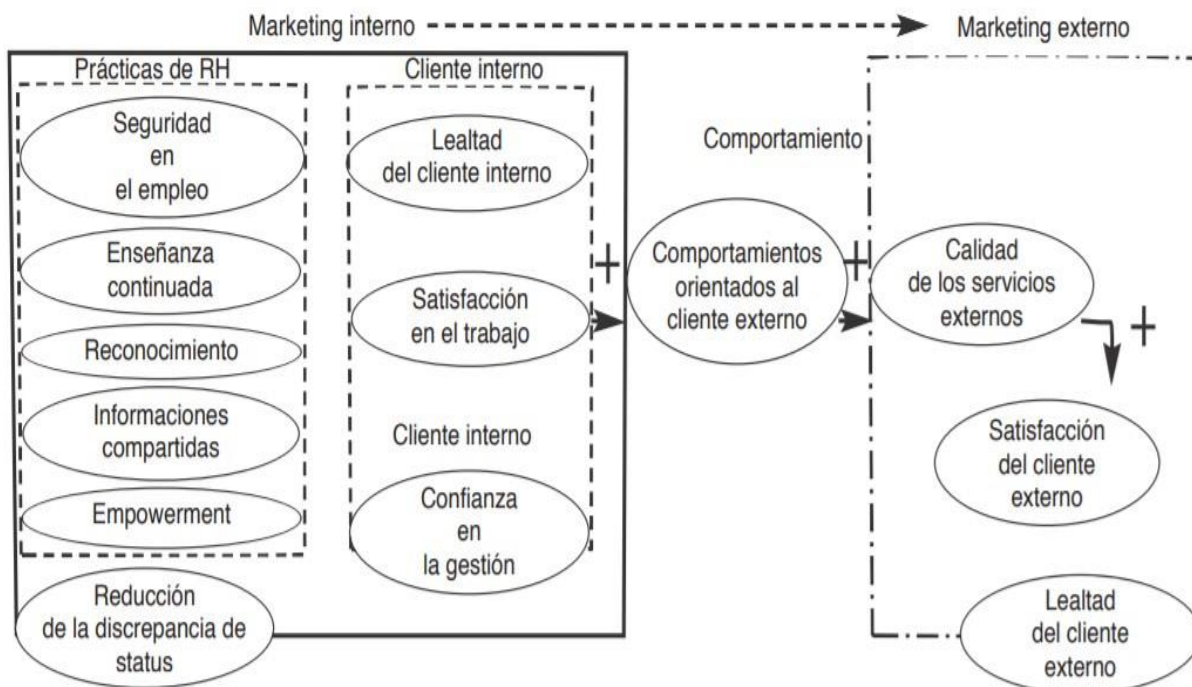 Marketing interno
Marketing externo
Prácticas de RH
Seguridad
en
el empleo
Enseñanza
continuada
Reconocimiento
Informaciones
compartidas
Empowerment
Reducción
de la discrepancia de
status
Cliente interno
Lealtad
del cliente interno
Satisfacción
en el trabajo
Cliente interno
Confianza
en
la gestión
+
Comportamiento
Comportamientos
orientados al
cliente externo
+
Calidad
de los servicios
externos
+
Satisfacción
del cliente
externo
Lealtad
del cliente
externo